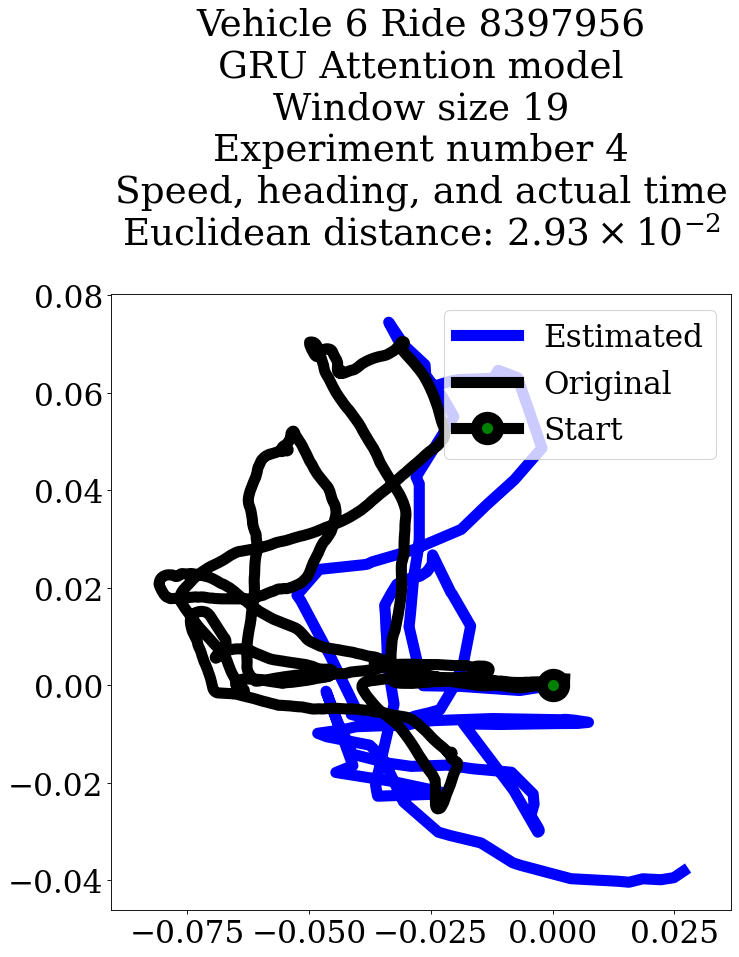 Vehicle 6 Ride 8397956
GRU Attention model
Window size 19
Experiment number 4
Speed, heading, and actual time
Euclidean distance: 2.93 × 10⁻²
Estimated
Original
Start
0.08
0.06
0.04
0.02
0.00
−0.02
−0.04
−0.075 −0.050 −0.025 0.000 0.025